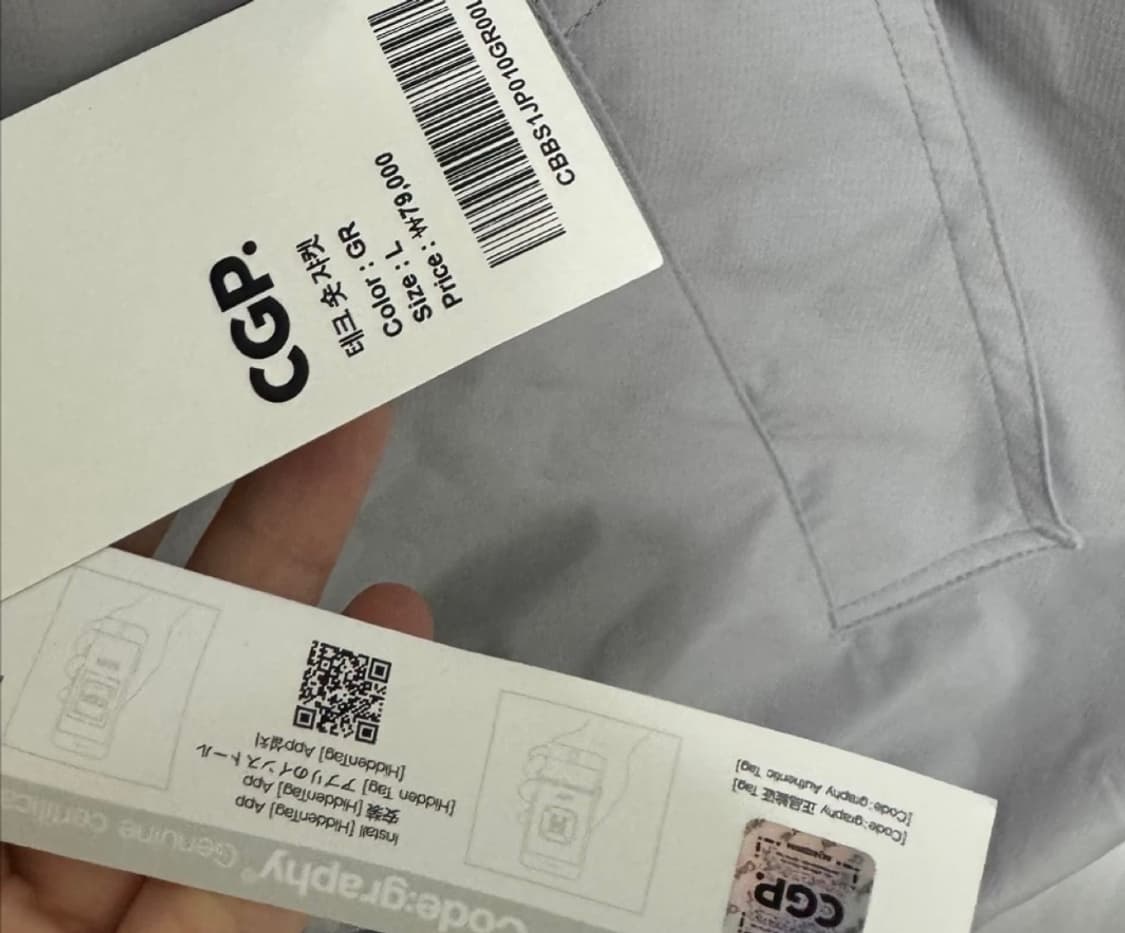 CGP.
테크 숏 자켓
Color : GR
Size : L
Price : ₩79,000
CBBS1JP010GR00L
Code:graphy® Genuine certific
Install [HiddenTag] App
安装 [HiddenTag] App
[Hidden Tag] アプリのインストール
[HiddenTag] App설치
[Code:graphy 正品验证 Tag]
[Code:graphy Authentic Tag]
CGP.